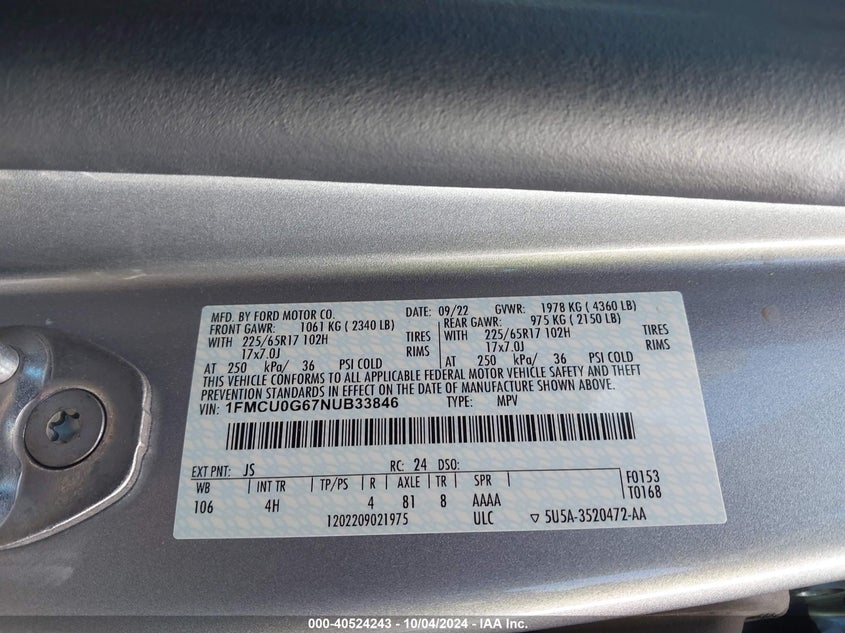 MFD. BY FORD MOTOR CO. DATE: 09/22 GVWR: 1978 KG ( 4360 LB)
FRONT GAWR: 1061 KG ( 2340 LB) REAR GAWR: 975 KG ( 2150 LB)
WITH 225/65R17 102H TIRES WITH 225/65R17 102H TIRES
17x7.0J RIMS 17x7.0J RIMS
AT 250 kPa/ 36 PSI COLD AT 250 kPa/ 36 PSI COLD
THIS VEHICLE CONFORMS TO ALL APPLICABLE FEDERAL MOTOR VEHICLE SAFETY AND THEFT
PREVENTION STANDARDS IN EFFECT ON THE DATE OF MANUFACTURE SHOWN ABOVE.
VIN: 1FMCU0G67NUB33846 TYPE: MPV
EXT PNT: JS RC: 24 DSO:
WB INT TR TP/PS R AXLE TR SPR F0153
106 4H 4 81 8 AAAA T0168
1202209021975 ULC ▽ 5U5A-3520472-AA
000-40524243 - 10/04/2024 - IAA Inc.